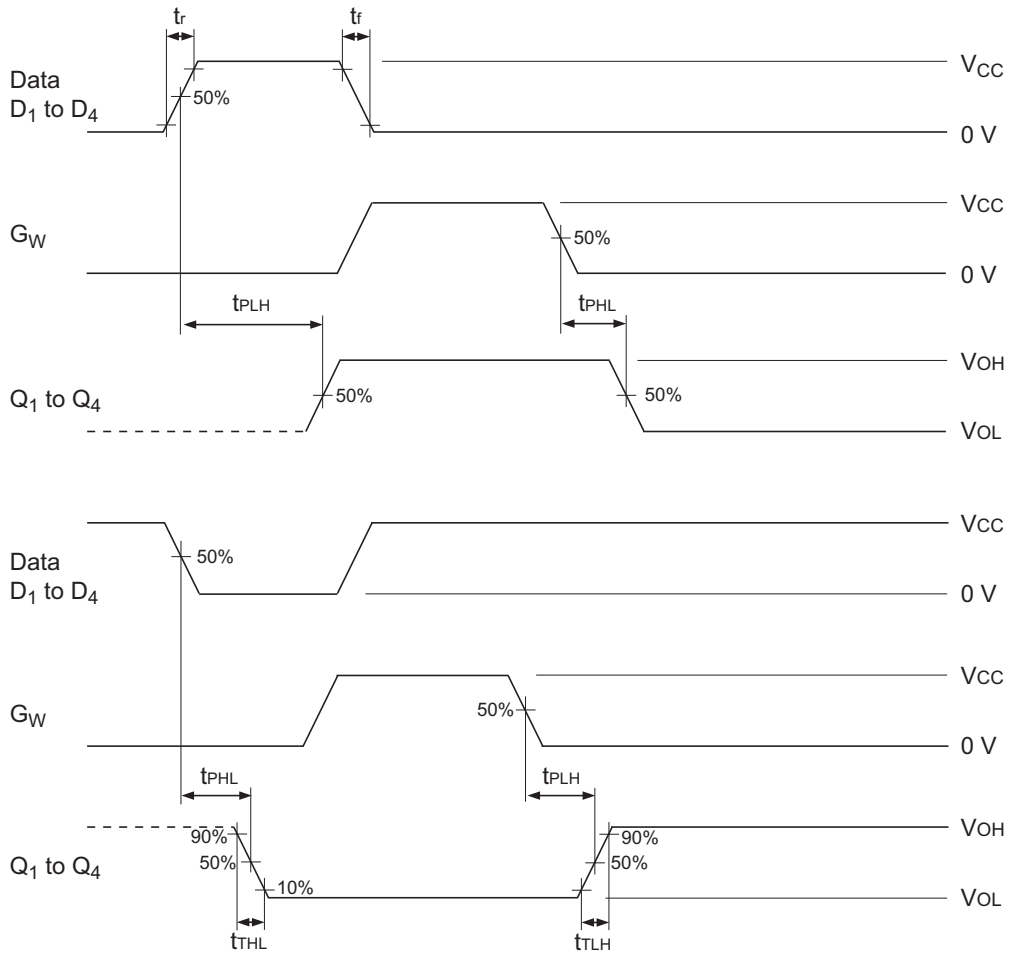 tr
tf
Data
D1 to D4
50%
VCC
0 V
GW
50%
VCC
0 V
tPLH
tPHL
Q1 to Q4
50%
50%
VOH
VOL
Data
D1 to D4
50%
VCC
0 V
GW
50%
VCC
0 V
tPHL
tPLH
Q1 to Q4
90%
50%
10%
90%
50%
VOH
VOL
tTHL
tTLH